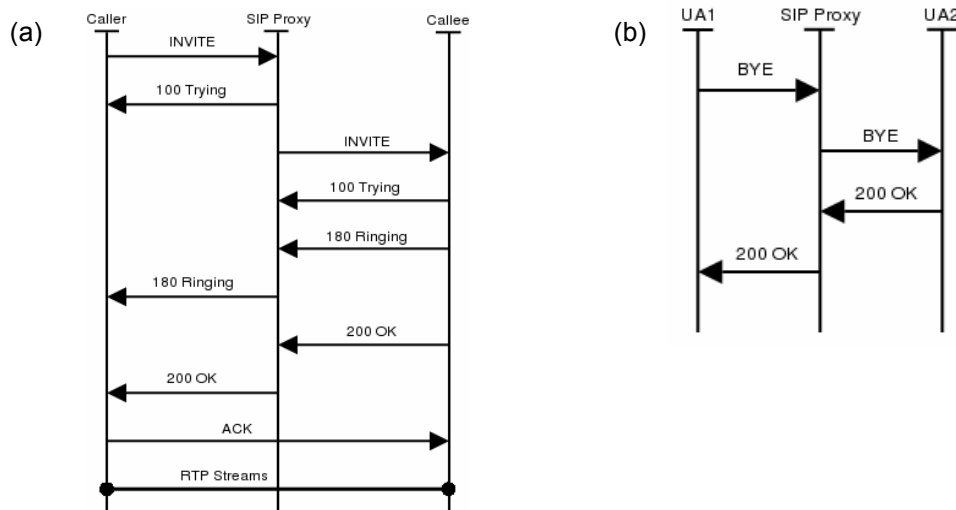 (a)
Caller SIP Proxy Callee
INVITE
100 Trying
INVITE
100 Trying
180 Ringing
180 Ringing
200 OK
200 OK
ACK
RTP Streams
(b)
UA1 SIP Proxy UA2
BYE
BYE
200 OK
200 OK